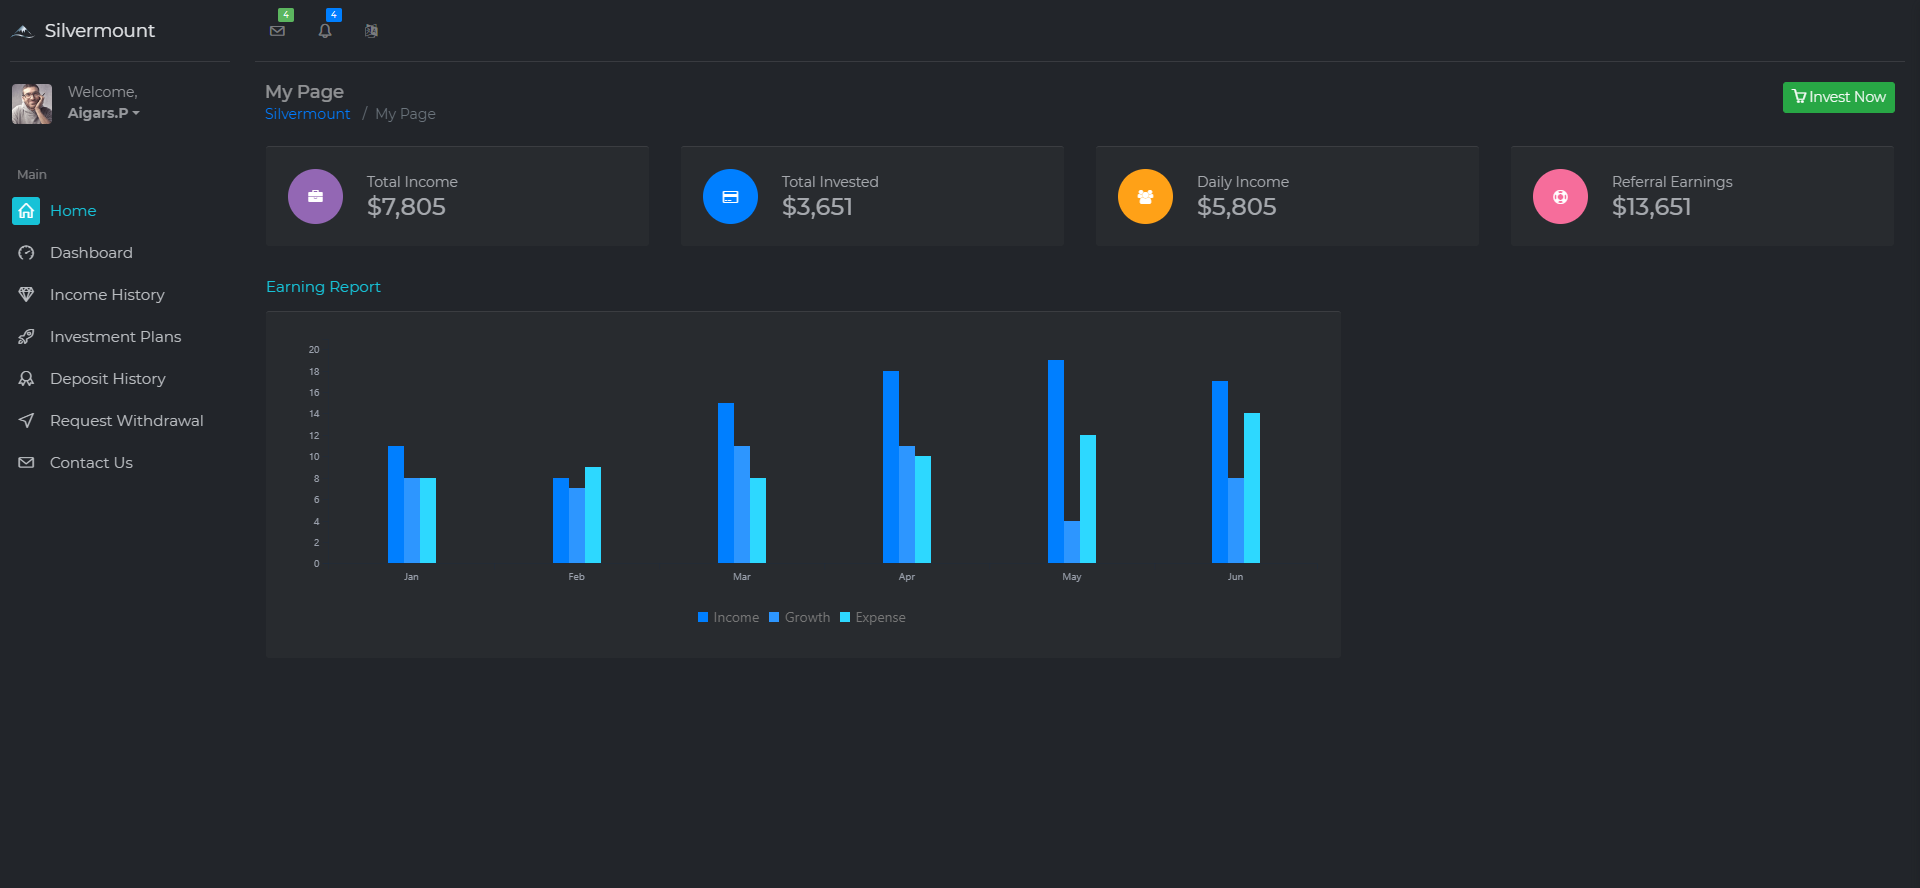 Silvermount
4
4
Welcome,
Aigars.P
Main
Home
Dashboard
Income History
Investment Plans
Deposit History
Request Withdrawal
Contact Us
My Page
Silvermount / My Page
Invest Now
Total Income
$7,805
Total Invested
$3,651
Daily Income
$5,805
Referral Earnings
$13,651
Earning Report
20
18
16
14
12
10
8
6
4
2
0
Jan Feb Mar Apr May Jun
Income Growth Expense